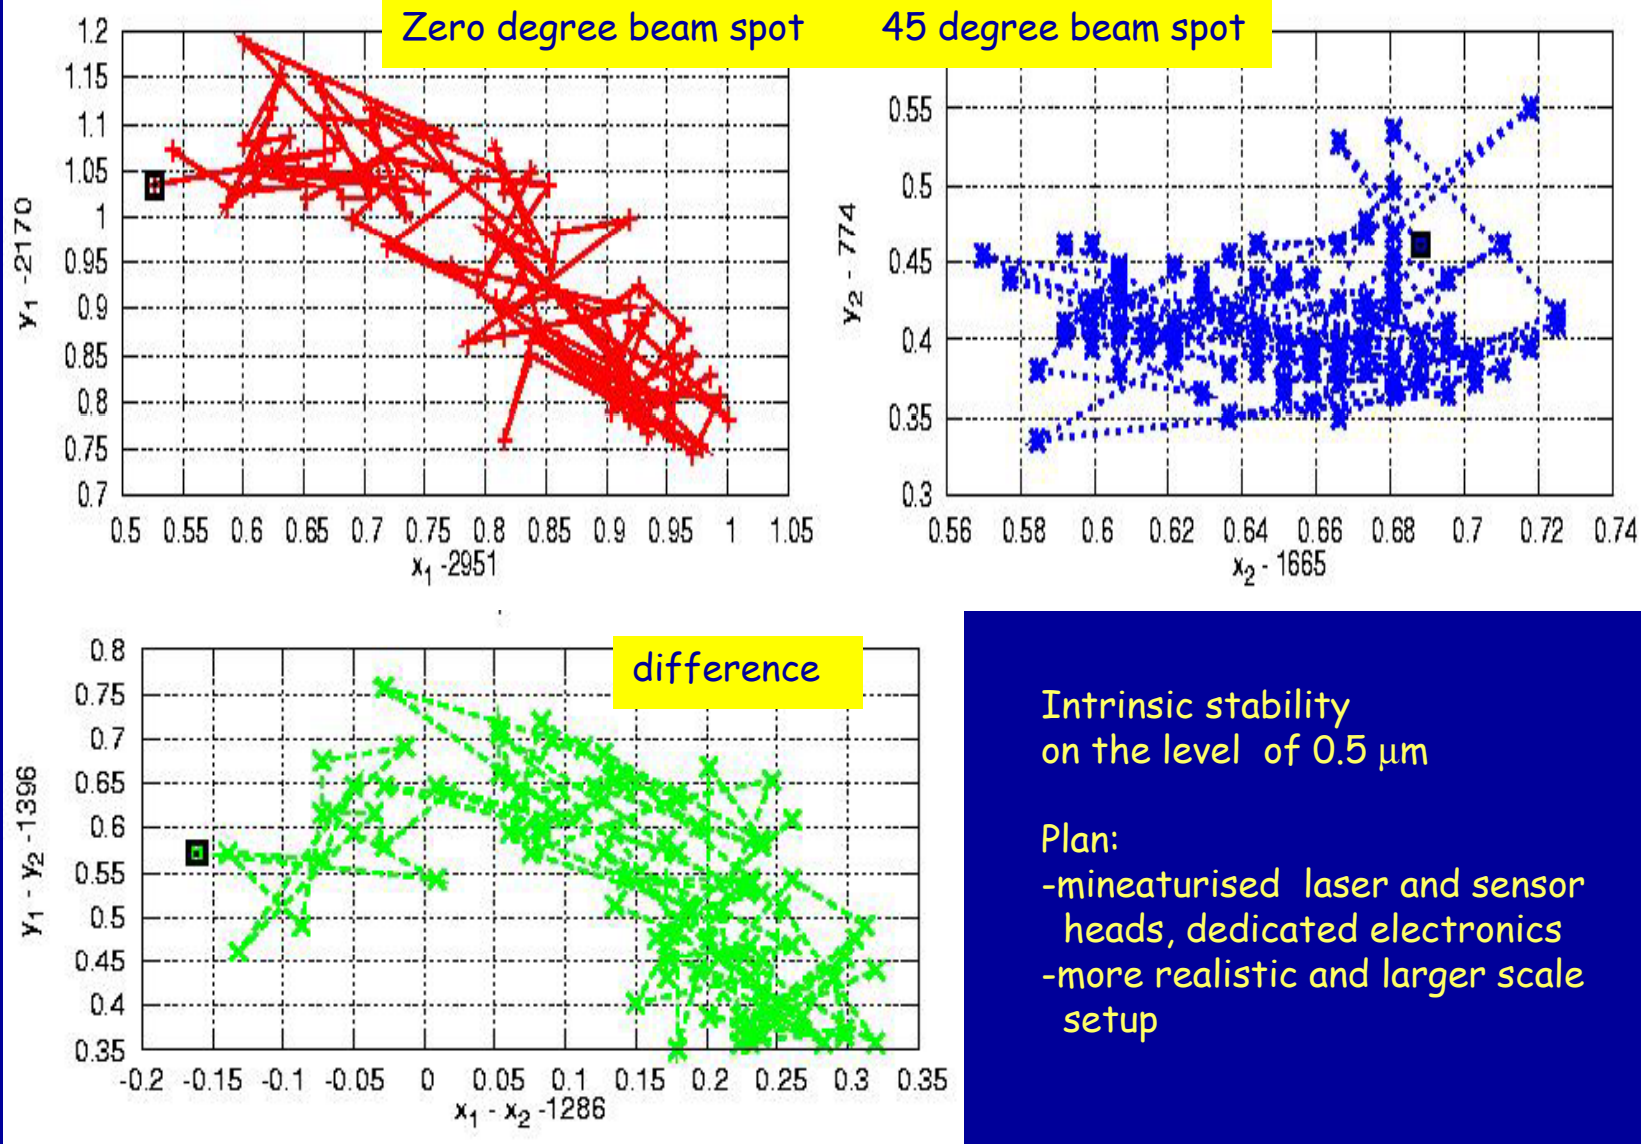 Zero degree beam spot
1.2
1.15
1.1
1.05
1
0.95
0.9
0.85
0.8
0.75
0.7
y₁ -2170
0.5 0.55 0.6 0.65 0.7 0.75 0.8 0.85 0.9 0.95 1 1.05
x₁ -2951
45 degree beam spot
0.55
0.5
0.45
0.4
0.35
0.3
y₂ - 774
0.56 0.58 0.6 0.62 0.64 0.66 0.68 0.7 0.72 0.74
x₂ - 1665
difference
0.8
0.75
0.7
0.65
0.6
0.55
0.5
0.45
0.4
0.35
y₁ - y₂ -1396
-0.2 -0.15 -0.1 -0.05 0 0.05 0.1 0.15 0.2 0.25 0.3 0.35
x₁ - x₂ -1286
Intrinsic stability
on the level of 0.5 μm
Plan:
-mineaturised laser and sensor
heads, dedicated electronics
-more realistic and larger scale
setup